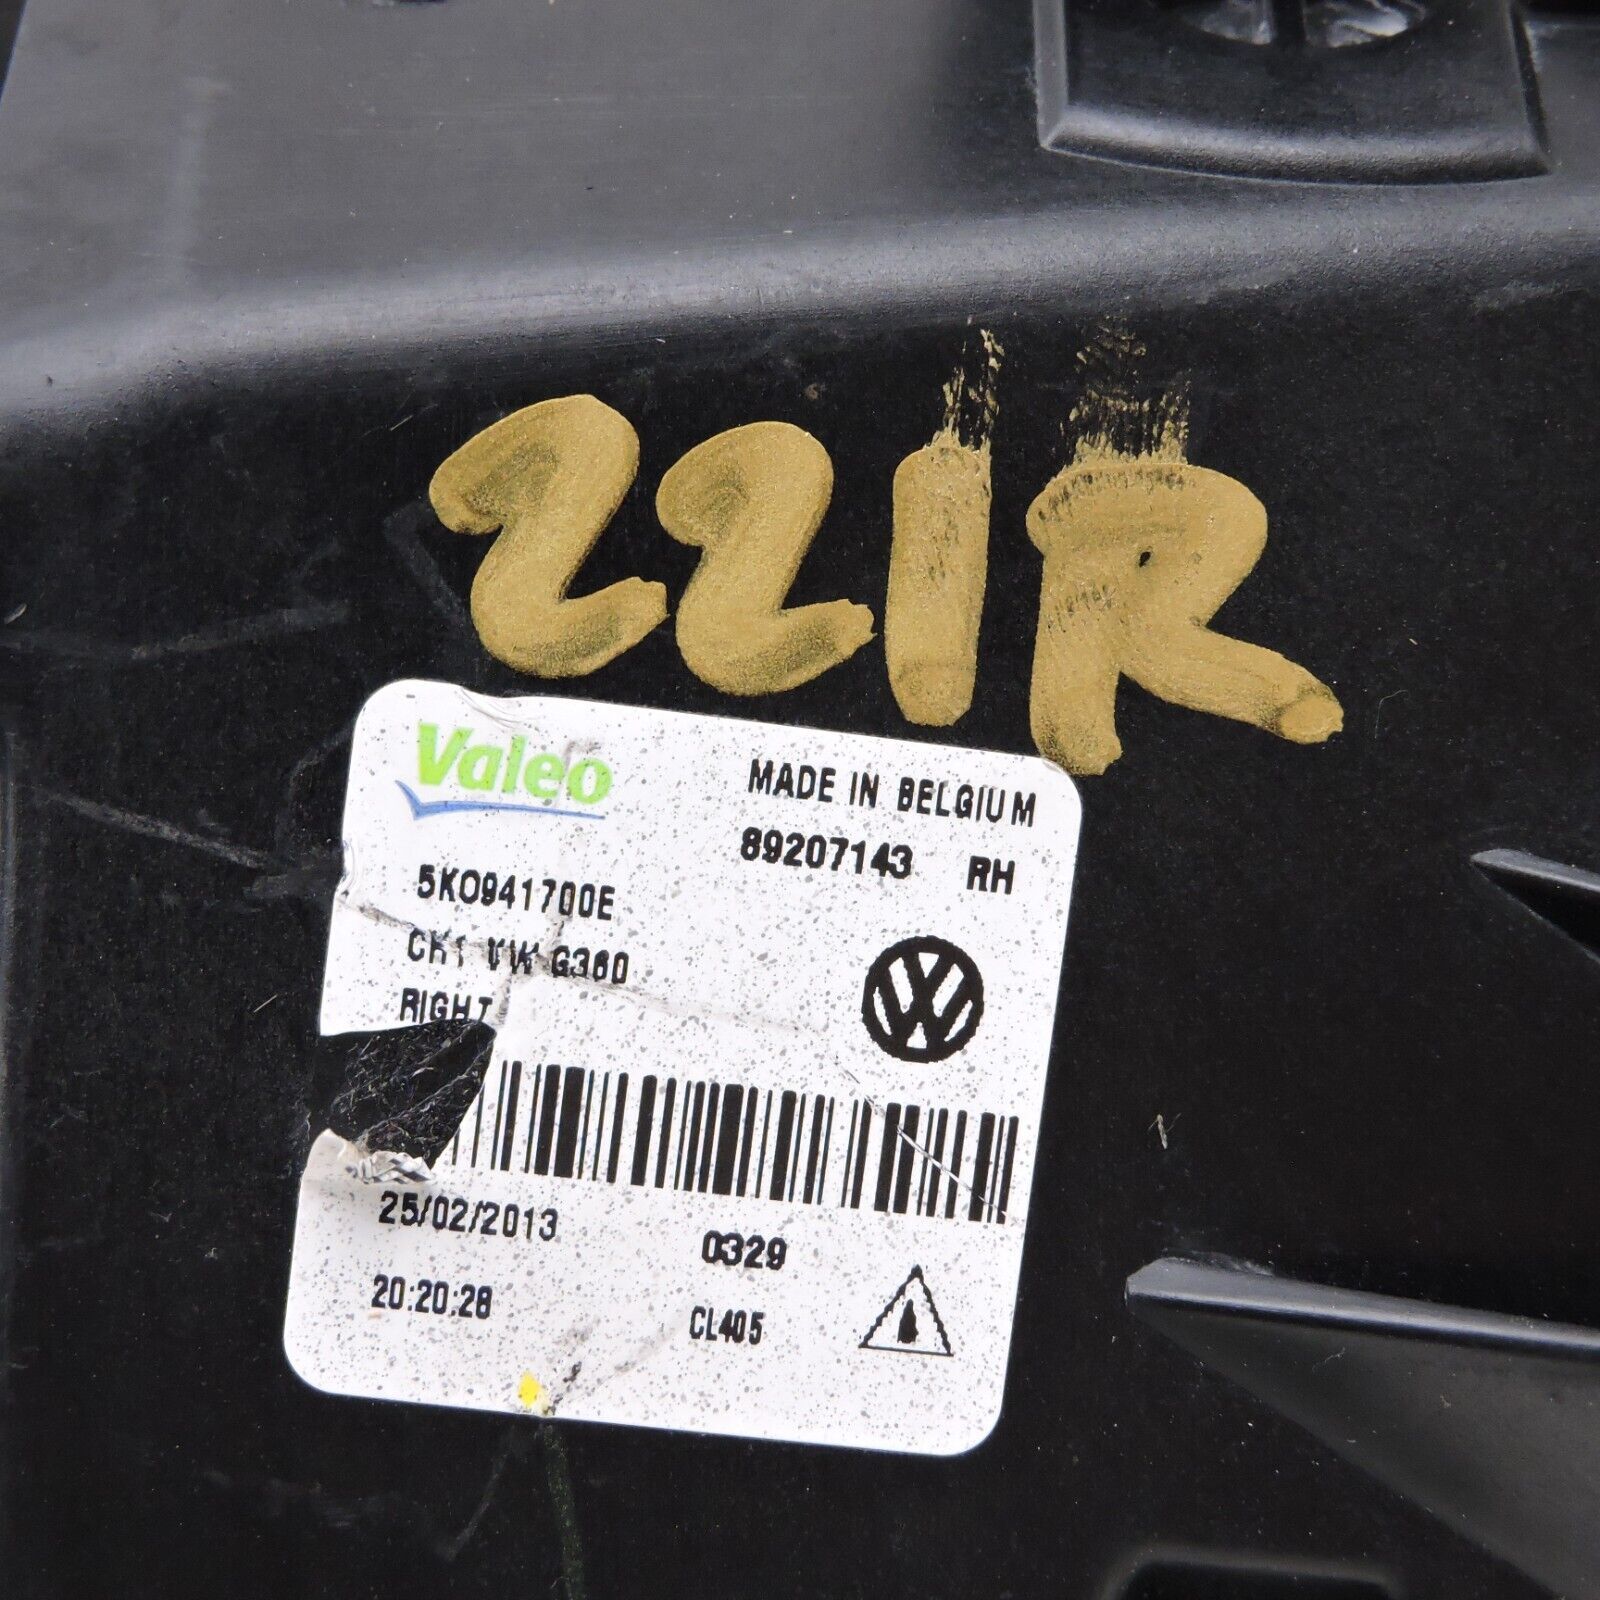 221R
Valeo
MADE IN BELGIUM
89207143 RH
5K0941700E
CK1 VW G360
RIGHT
25/02/2013
0329
20:20:28
CL405